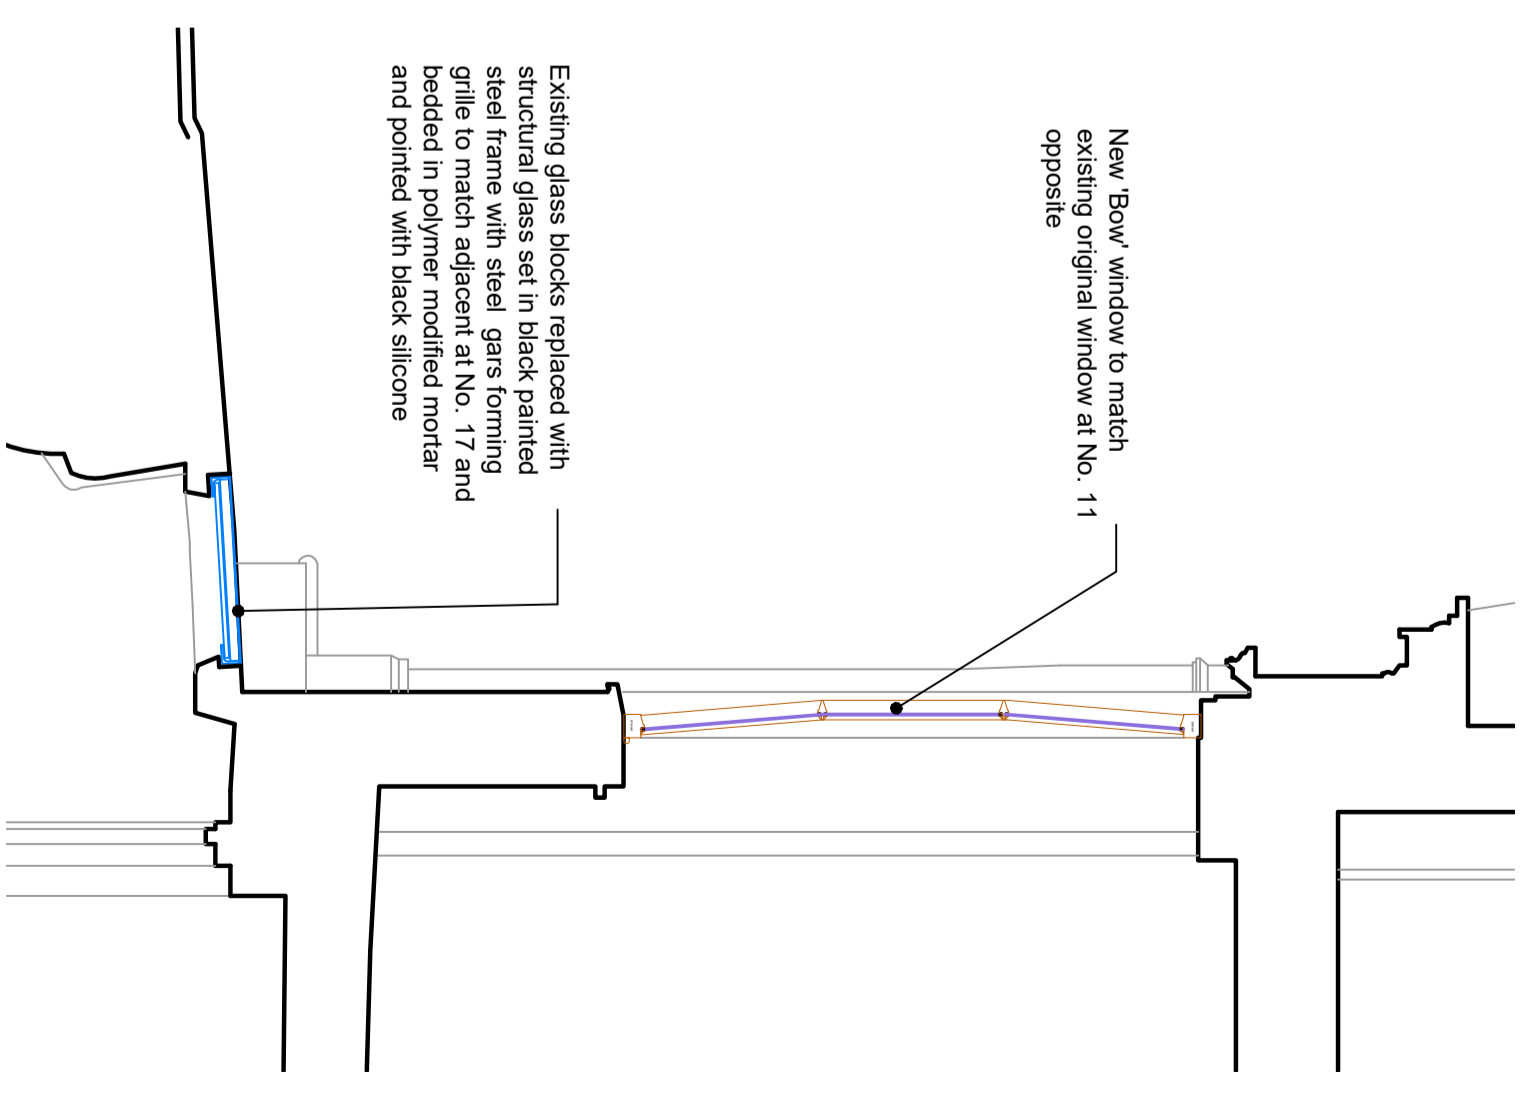 New 'Bow' window to match
existing original window at No. 11
opposite
Existing glass blocks replaced with
structural glass set in black painted
steel frame with steel gars forming
grille to match adjacent at No. 17 and
bedded in polymer modified mortar
and pointed with black silicone